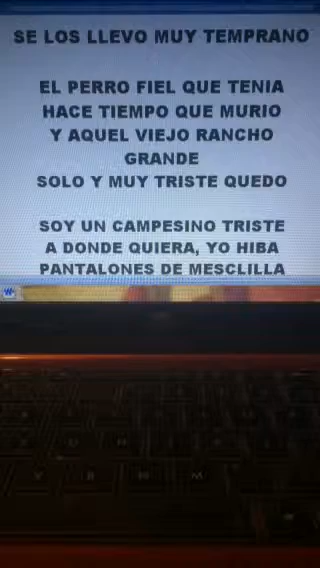 SE LOS LLEVO MUY TEMPRANO
EL PERRO FIEL QUE TENIA
HACE TIEMPO QUE MURIO
Y AQUEL VIEJO RANCHO
GRANDE
SOLO Y MUY TRISTE QUEDO
SOY UN CAMPESINO TRISTE
A DONDE QUIERA, YO HIBA
PANTALONES DE MESCLILLA
W
V B N M